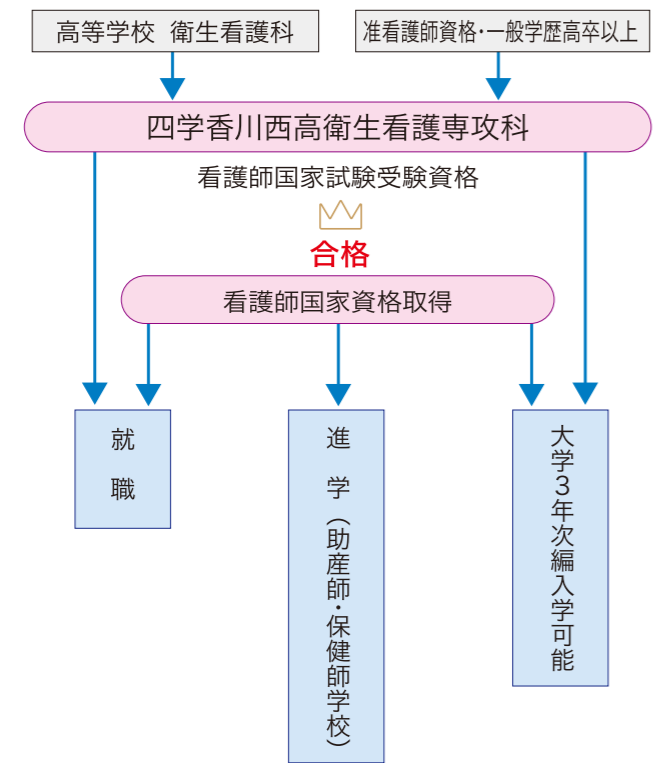 高等学校 衛生看護科
准看護師資格・一般学歴高卒以上
四学香川西高衛生看護専攻科
看護師国家試験受験資格
合格
看護師国家資格取得
就職
進学（助産師・保健師学校）
大学３年次編入学可能